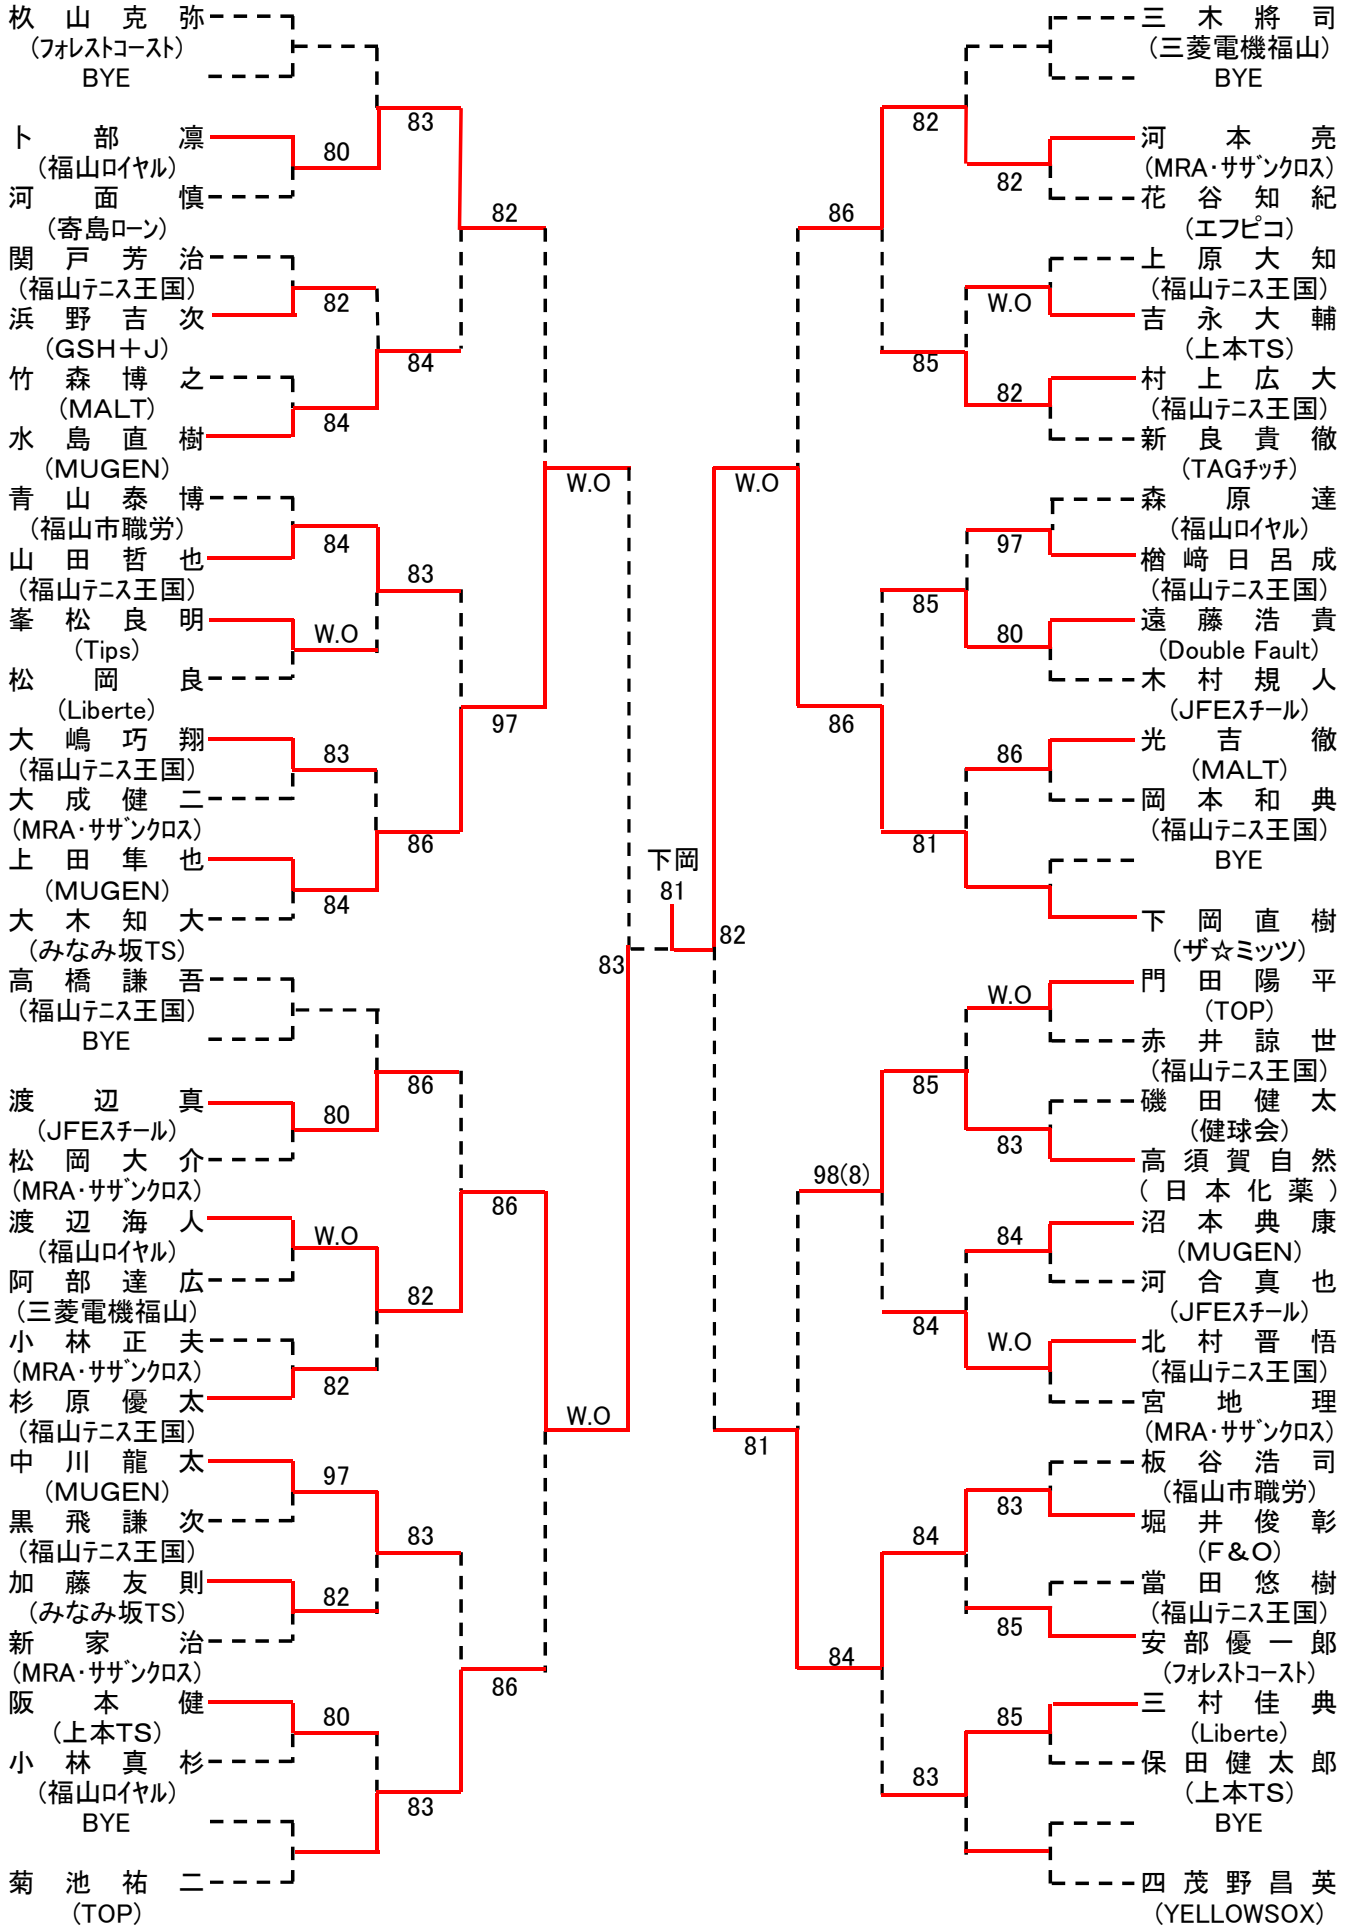 杁山克弥
(フォレストコースト)
BYE
卜部凛
(福山ロイヤル)
河面慎
(寄島ローン)
関戸芳治
(福山テニス王国)
浜野吉次
(GSH+J)
竹森博之
(MALT)
水島直樹
(MUGEN)
青山泰博
(福山市職労)
山田哲也
(福山テニス王国)
峯松良明
(Tips)
松岡良
(Liberte)
大嶋巧翔
(福山テニス王国)
大成健二
(MRA・サザンクロス)
上田隼也
(MUGEN)
大木知大
(みなみ坂TS)
高橋謙吾
(福山テニス王国)
BYE
渡辺真
(JFEスチール)
松岡大介
(MRA・サザンクロス)
渡辺海人
(福山ロイヤル)
阿部達広
(三菱電機福山)
小林正夫
(MRA・サザンクロス)
杉原優太
(福山テニス王国)
中川龍太
(MUGEN)
黒飛謙次
(福山テニス王国)
加藤友則
(みなみ坂TS)
新家治
(MRA・サザンクロス)
阪本健
(上本TS)
小林真杉
(福山ロイヤル)
BYE
菊池祐二
(TOP)
80
82
84
84
W.O
83
84
80
W.O
82
97
82
80
83
84
83
86
86
82
83
83
82
97
86
86
W.O
W.O
83
下岡
81
82
W.O
81
86
86
98(8)
84
82
85
85
81
85
84
84
83
82
W.O
82
97
80
86
W.O
83
84
W.O
83
85
85
三木將司
(三菱電機福山)
BYE
河本亮
(MRA・サザンクロス)
花谷知紀
(エフピコ)
上原大知
(福山テニス王国)
吉永大輔
(上本TS)
村上広大
(福山テニス王国)
新良貴徹
(TAGチッチ)
森原達
(福山ロイヤル)
楢﨑日呂成
(福山テニス王国)
遠藤浩貴
(Double Fault)
木村規人
(JFEスチール)
光吉徹
(MALT)
岡本和典
(福山テニス王国)
BYE
下岡直樹
(ザ☆ミッツ)
門田陽平
(TOP)
赤井諒世
(福山テニス王国)
磯田健太
(健球会)
高須賀自然
(日本化薬)
沼本典康
(MUGEN)
河合真也
(JFEスチール)
北村晋悟
(福山テニス王国)
宮地理
(MRA・サザンクロス)
板谷浩司
(福山市職労)
堀井俊彰
(F&O)
當田悠樹
(福山テニス王国)
安部優一郎
(フォレストコースト)
三村佳典
(Liberte)
保田健太郎
(上本TS)
BYE
四茂野昌英
(YELLOWSOX)